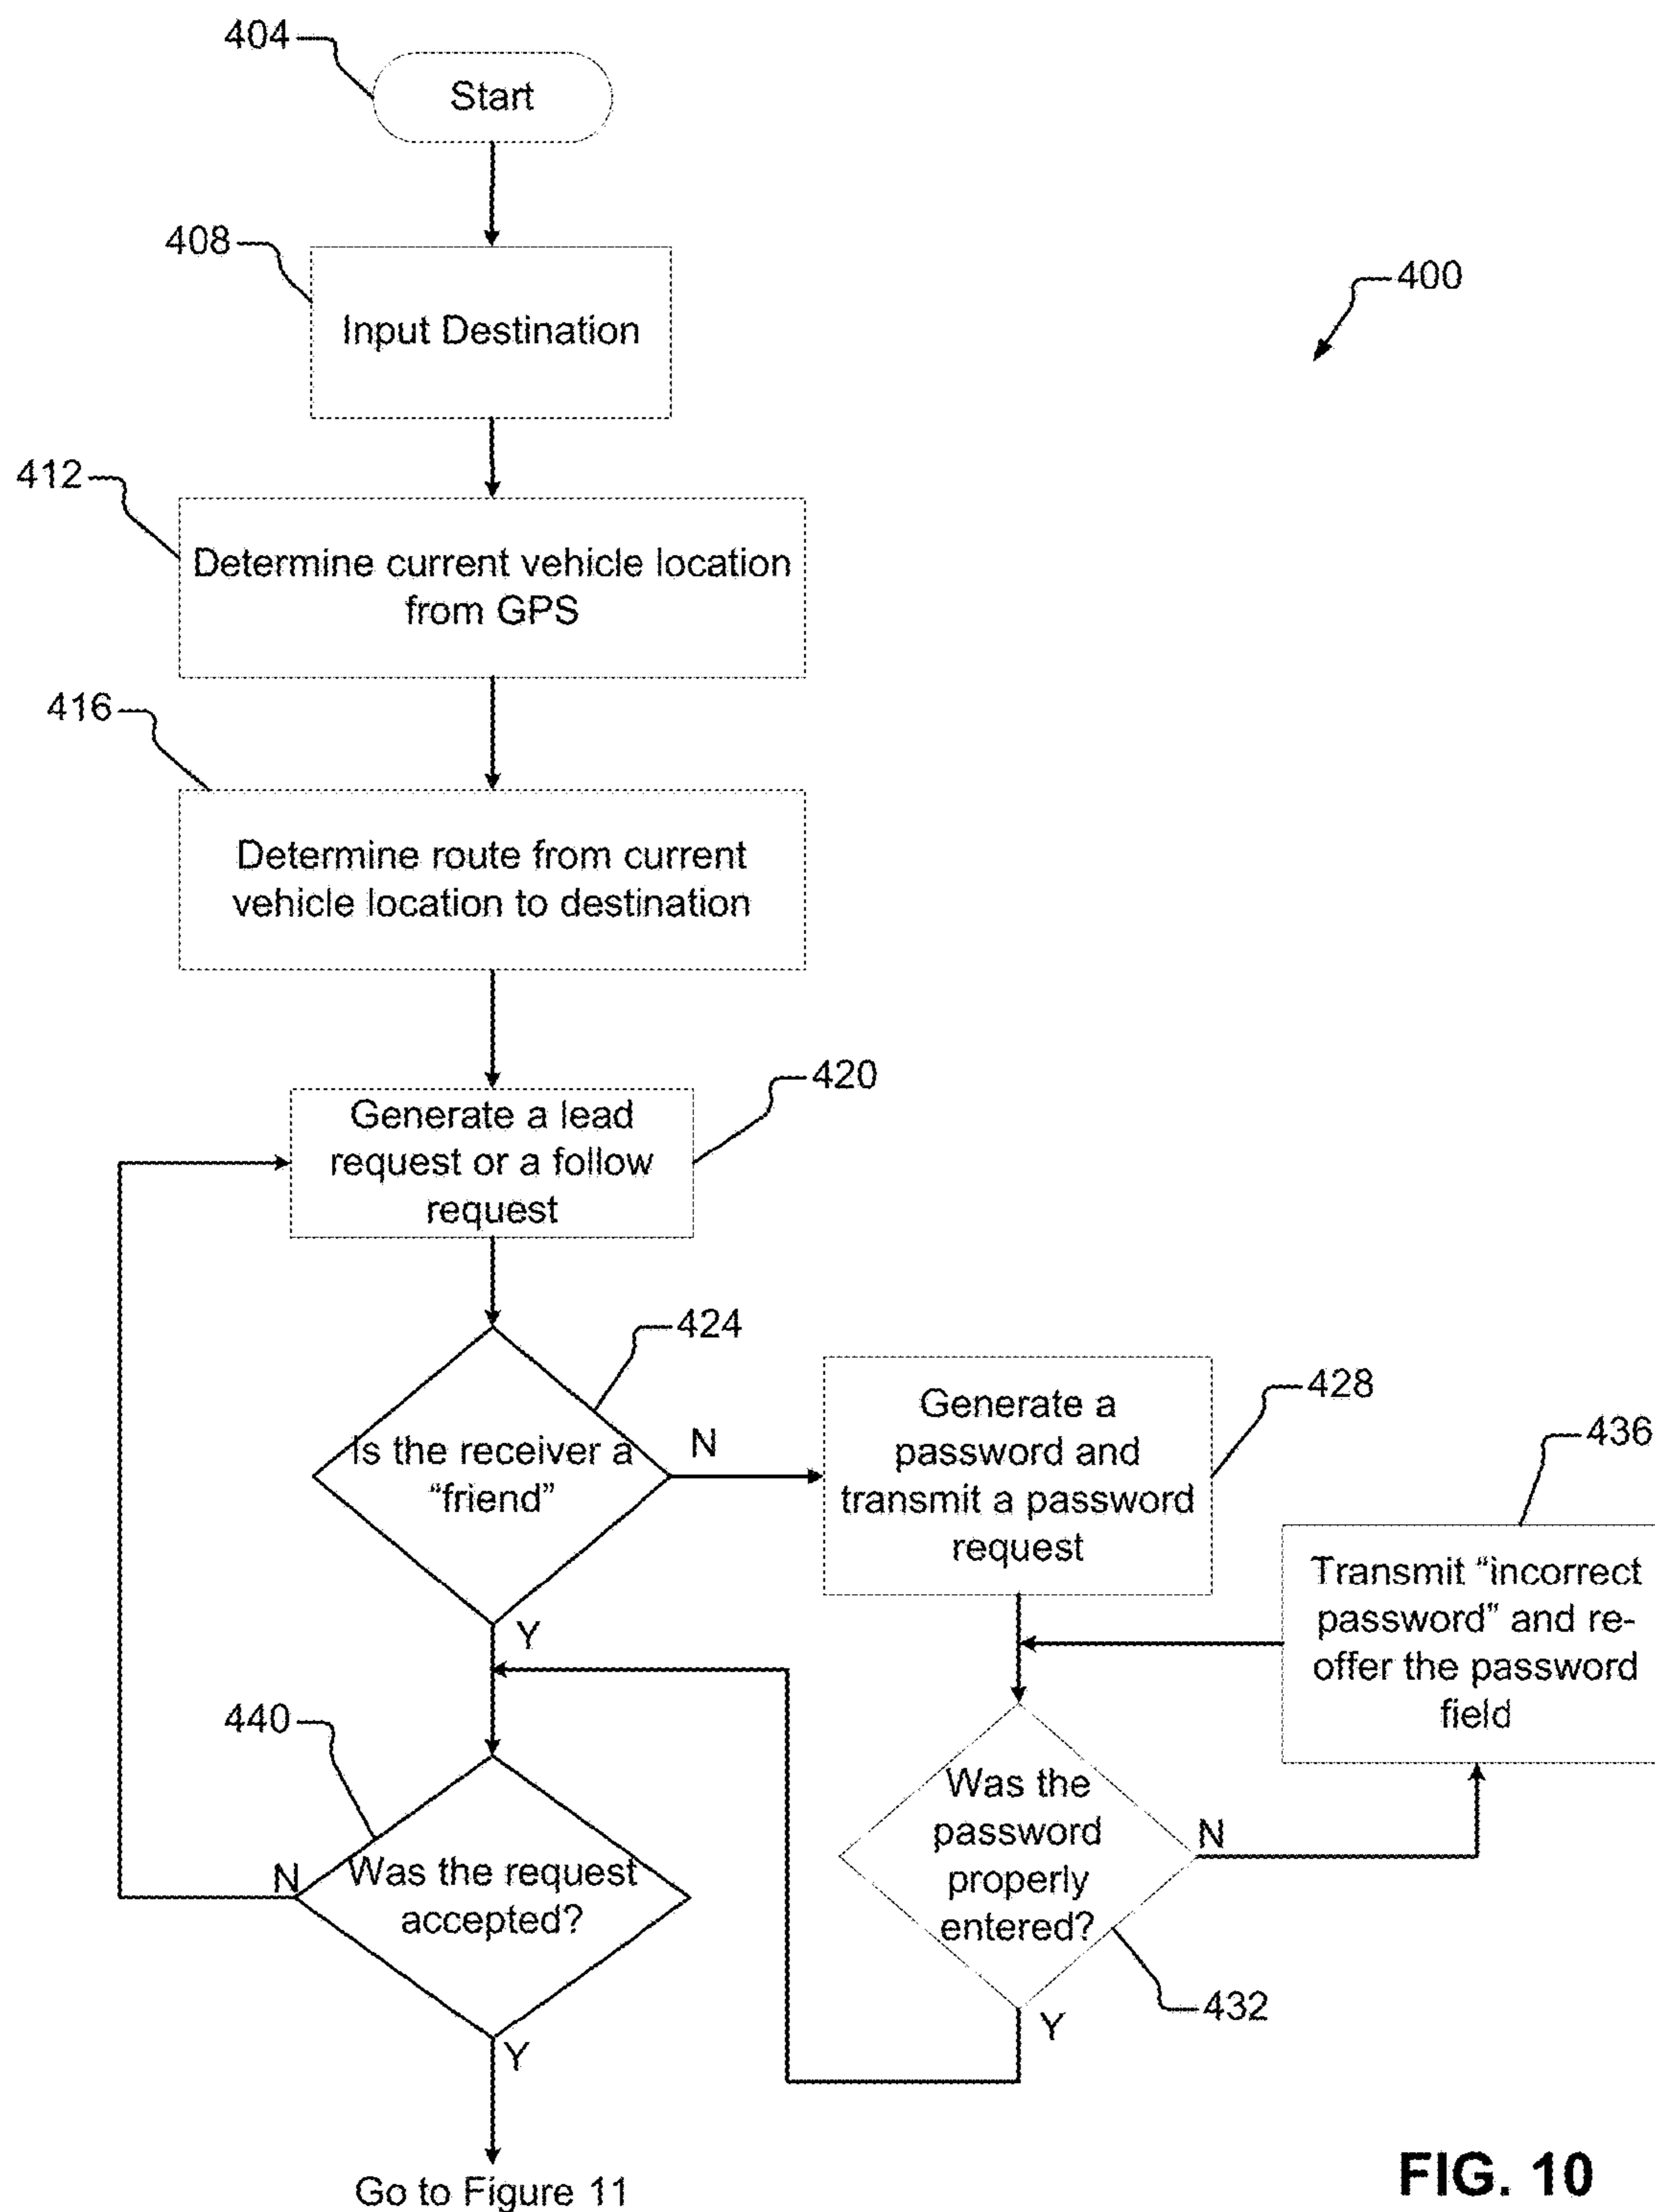 404
Start
408
400
Input Destination
412
Determine current vehicle location
from GPS
416
Determine route from current
vehicle location to destination
420
Generate a lead
request or a follow
request
424
Is the receiver a
“friend”
N
Y
428
Generate a
password and
transmit a password
request
436
Transmit “incorrect
password” and re-
offer the password
field
440
Was the request
accepted?
N
Y
Was the
password
properly
entered?
N
432
Y
Go to Figure 11
FIG. 10